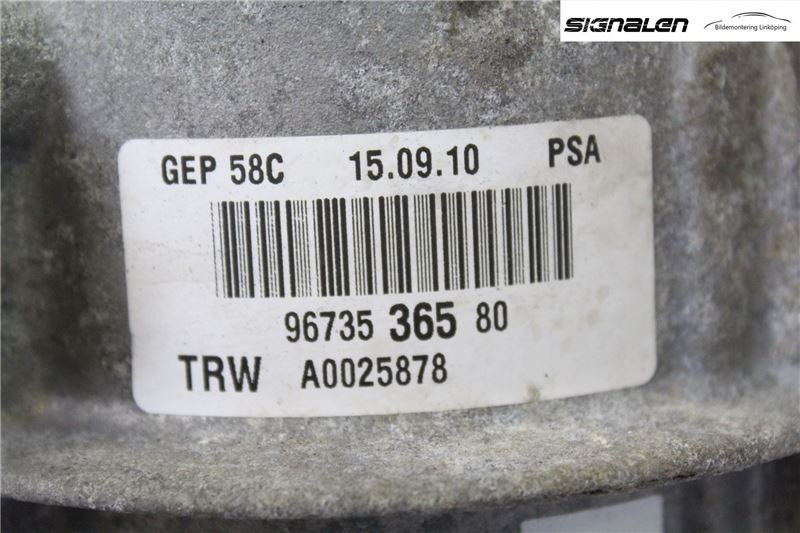 SIGNALEN
Bildemontering Linköping
GEP 58C 15.09.10 PSA
96735 365 80
TRW A0025878